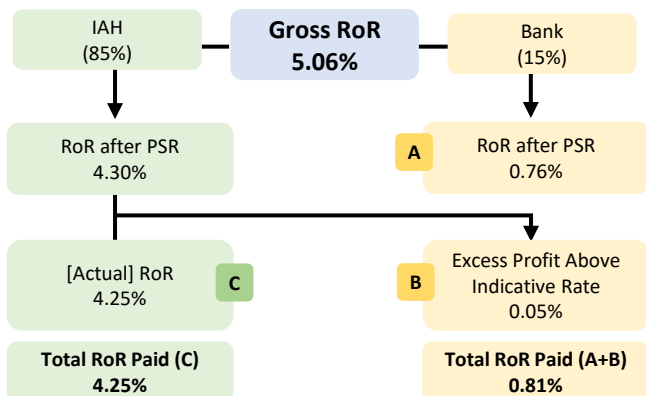 IAH
(85%)
Gross RoR
5.06%
Bank
(15%)
RoR after PSR
4.30%
A
RoR after PSR
0.76%
[Actual] RoR
4.25%
C
B
Excess Profit Above
Indicative Rate
0.05%
Total RoR Paid (C)
4.25%
Total RoR Paid (A+B)
0.81%